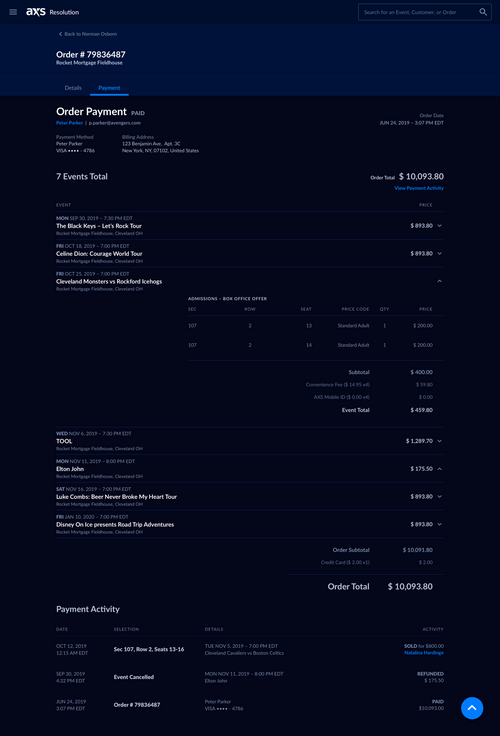 axs Resolution
Search for an Event, Customer, or Order
Back to Norman Osborn
Order # 79836487
Rocket Mortgage Fieldhouse
Details Payment
Order Payment PAID
Peter Parker | p.parker@avengers.com
Order Date
JUN 24, 2019 – 3:07 PM EDT
Payment Method
Peter Parker
VISA •••• - 4786
Billing Address
123 Benjamin Ave, Apt. 3C
New York, NY, 07102, United States
7 Events Total
Order Total $ 10,093.80
View Payment Activity
EVENT PRICE
MON SEP 30, 2019 – 7:30 PM EDT
The Black Keys – Let's Rock Tour
Rocket Mortgage Fieldhouse, Cleveland OH
$ 893.80
FRI OCT 18, 2019 – 7:00 PM EDT
Celine Dion: Courage World Tour
Rocket Mortgage Fieldhouse, Cleveland OH
$ 893.80
FRI OCT 25, 2019 – 7:00 PM EDT
Cleveland Monsters vs Rockford Icehogs
Rocket Mortgage Fieldhouse, Cleveland OH
ADMISSIONS – BOX OFFICE OFFER
SEC ROW SEAT PRICE CODE QTY PRICE
107 2 13 Standard Adult 1 $ 200.00
107 2 14 Standard Adult 1 $ 200.00
Subtotal $ 400.00
Convenience Fee ($ 14.95 x4) $ 59.80
AXS Mobile ID ($ 0.00 x4) $ 0.00
Event Total $ 459.80
WED NOV 6, 2019 – 7:30 PM EDT
TOOL
Rocket Mortgage Fieldhouse, Cleveland OH
$ 1,289.70
MON NOV 11, 2019 – 8:00 PM EDT
Elton John
Rocket Mortgage Fieldhouse, Cleveland OH
$ 175.50
SAT NOV 16, 2019 – 7:00 PM EDT
Luke Combs: Beer Never Broke My Heart Tour
Rocket Mortgage Fieldhouse, Cleveland OH
$ 893.80
FRI JAN 10, 2020 – 7:00 PM EDT
Disney On Ice presents Road Trip Adventures
Rocket Mortgage Fieldhouse, Cleveland OH
$ 893.80
Order Subtotal $ 10,091.80
Credit Card ($ 2.00 x1) $ 2.00
Order Total $ 10,093.80
Payment Activity
DATE SELECTION DETAILS ACTIVITY
OCT 12, 2019
12:15 AM EDT
Sec 107, Row 2, Seats 13-16
TUE NOV 5, 2019 – 7:00 PM EDT
Cleveland Cavaliers vs Boston Celtics
SOLD for $800.00
Natalica Hardinge
SEP 30, 2019
4:22 PM EDT
Event Cancelled
MON NOV 11, 2019 – 8:00 PM EDT
Elton John
REFUNDED
$ 175.50
JUN 24, 2019
3:07 PM EDT
Order # 79836487
Peter Parker
VISA •••• - 4786
PAID
$10,093.00